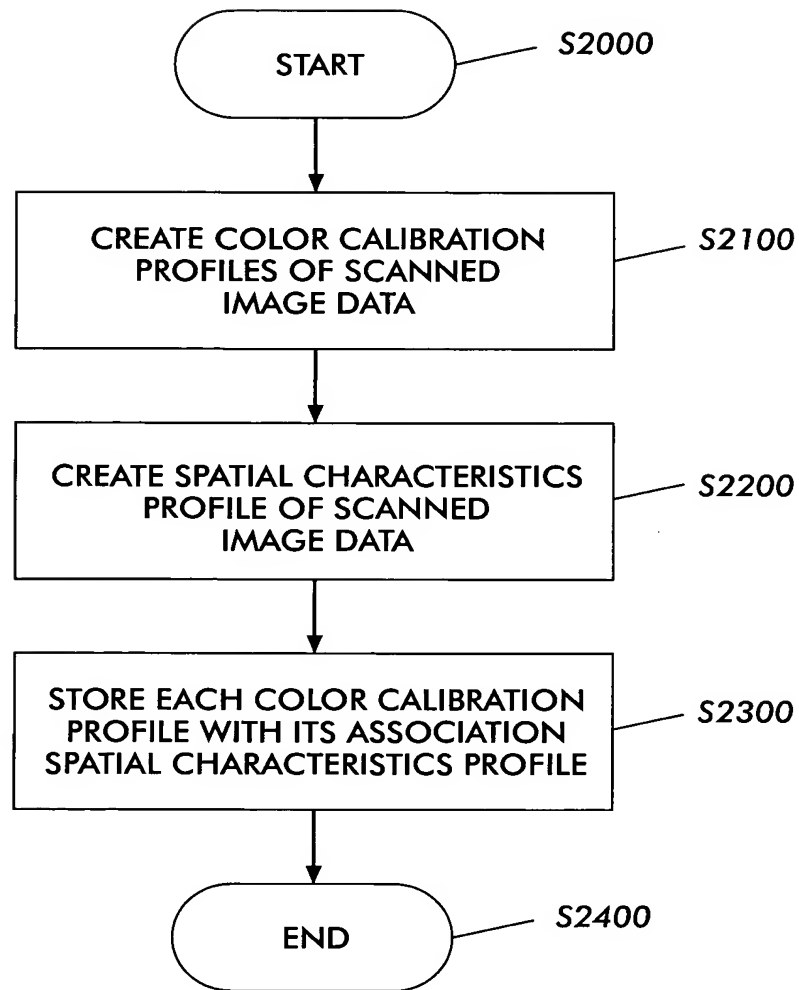 START
S2000
CREATE COLOR CALIBRATION
PROFILES OF SCANNED
IMAGE DATA
S2100
CREATE SPATIAL CHARACTERISTICS
PROFILE OF SCANNED
IMAGE DATA
S2200
STORE EACH COLOR CALIBRATION
PROFILE WITH ITS ASSOCIATION
SPATIAL CHARACTERISTICS PROFILE
S2300
END
S2400